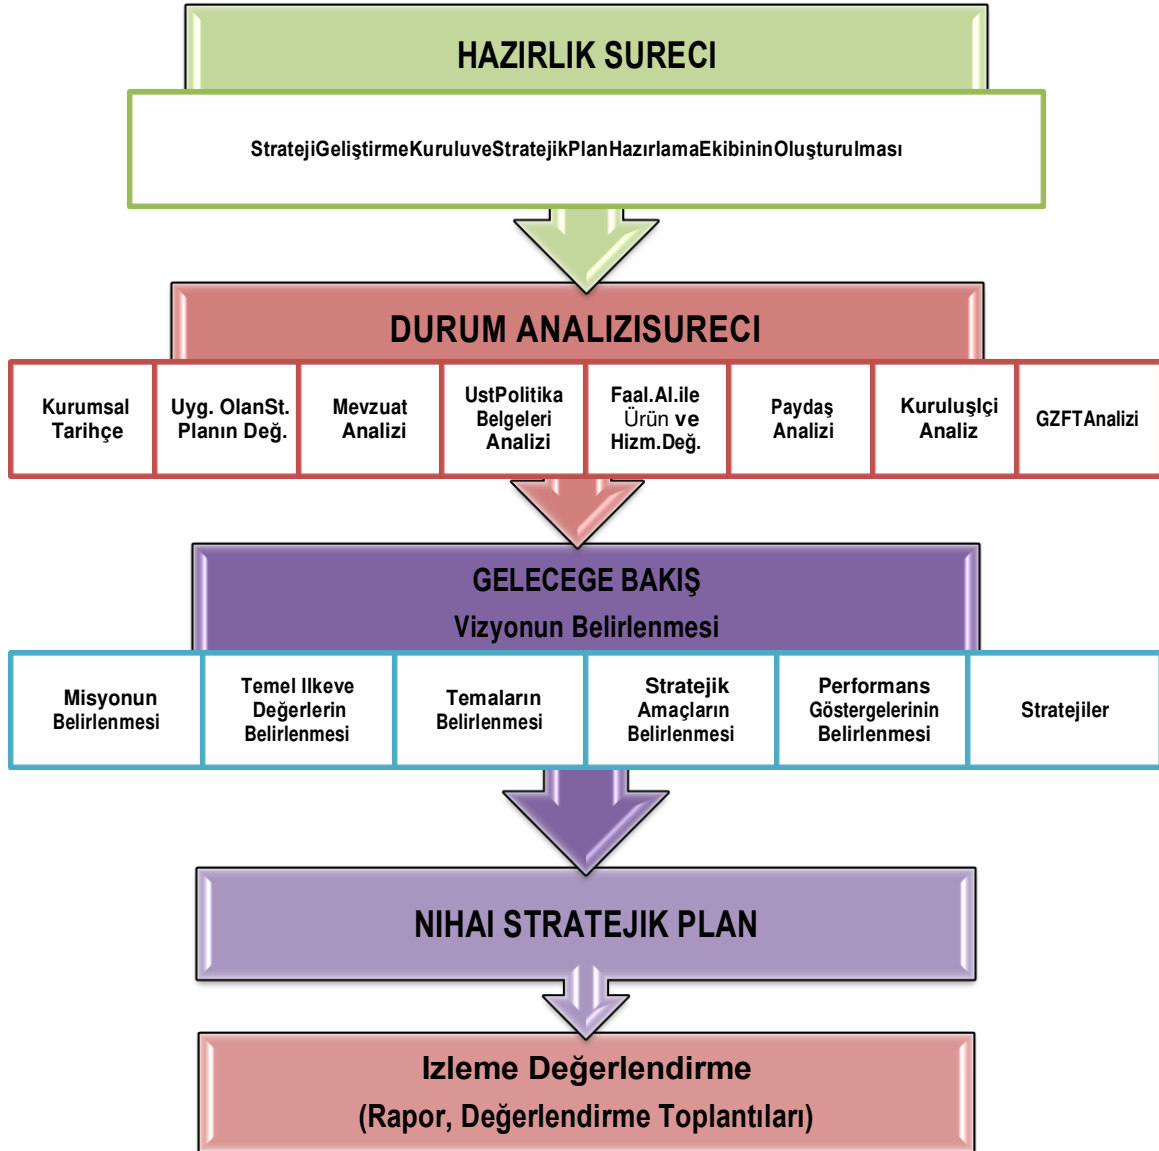 HAZIRLIK SURECI
StratejiGeliştirmeKuruluveStratejikPlanHazırlamaEkibininOluşturulması
DURUM ANALIZISURECI
Kurumsal
Tarihçe
Uyg. OlanSt.
Planın Değ.
Mevzuat
Analizi
UstPolitika
Belgeleri
Analizi
Faal.Al.ile
Ürün ve
Hizm.Değ.
Paydaş
Analizi
KuruluşIçi
Analiz
GZFTAnalizi
GELECEGE BAKIŞ
Vizyonun Belirlenmesi
Misyonun
Belirlenmesi
Temel Ilkeve
Değerlerin
Belirlenmesi
Temaların
Belirlenmesi
Stratejik
Amaçların
Belirlenmesi
Performans
Göstergelerinin
Belirlenmesi
Stratejiler
NIHAI STRATEJIK PLAN
Izleme Değerlendirme
(Rapor, Değerlendirme Toplantıları)